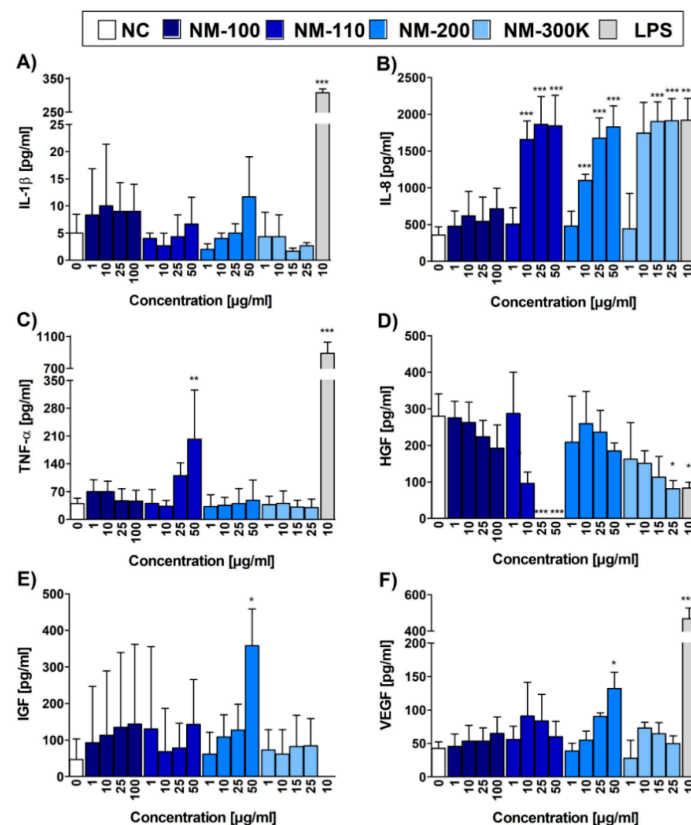 NC NM-100 NM-110 NM-200 NM-300K LPS
A)
IL-1β [pg/ml]
350
300
25
20
15
10
5
0
***
0 1 10 25 100 1 10 25 50 1 10 25 50 1 10 15 25 10
Concentration [µg/ml]
B)
IL-8 [pg/ml]
2500
2000
1500
1000
500
0
*** *** *** *** *** *** *** *** ***
0 1 10 25 100 1 10 25 50 1 10 25 50 1 10 15 25 10
Concentration [µg/ml]
C)
TNF-α [pg/ml]
1100
700
350
280
210
140
70
0
** ***
0 1 10 25 100 1 10 25 50 1 10 25 50 1 10 15 25 10
Concentration [µg/ml]
D)
HGF [pg/ml]
500
400
300
200
100
0
*** *** * *
0 1 10 25 100 1 10 25 50 1 10 25 50 1 10 15 25 10
Concentration [µg/ml]
E)
IGF [pg/ml]
500
400
300
200
100
0
*
0 1 10 25 100 1 10 25 50 1 10 25 50 1 10 15 25 10
Concentration [µg/ml]
F)
VEGF [pg/ml]
600
400
200
150
100
50
0
* ***
0 1 10 25 100 1 10 25 50 1 10 25 50 1 10 15 25 10
Concentration [µg/ml]